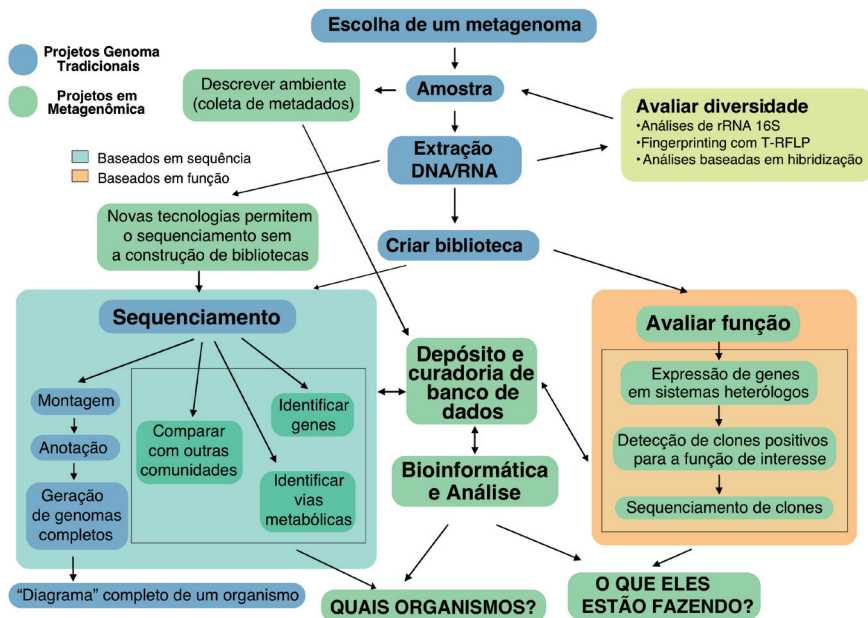 Escolha de um metagenoma
Projetos Genoma
Tradicionais
Projetos em
Metagenômica
Descrever ambiente
(coleta de metadados)
Amostra
Avaliar diversidade
•Análises de rRNA 16S
•Fingerprinting com T-RFLP
•Análises baseadas em hibridização
Extração
DNA/RNA
Baseados em sequência
Baseados em função
Novas tecnologias permitem
o sequenciamento sem
a construção de bibliotecas
Criar biblioteca
Sequenciamento
Montagem
Anotação
Geração
de genomas
completos
Comparar
com outras
comunidades
Identificar
genes
Identificar
vias
metabólicas
Depósito e
curadoria de
banco de
dados
Bioinformática
e Análise
Avaliar função
Expressão de genes
em sistemas heterólogos
Detecção de clones positivos
para a função de interesse
Sequenciamento de clones
“Diagrama” completo de um organismo
QUAIS ORGANISMOS?
O QUE ELES
ESTÃO FAZENDO?